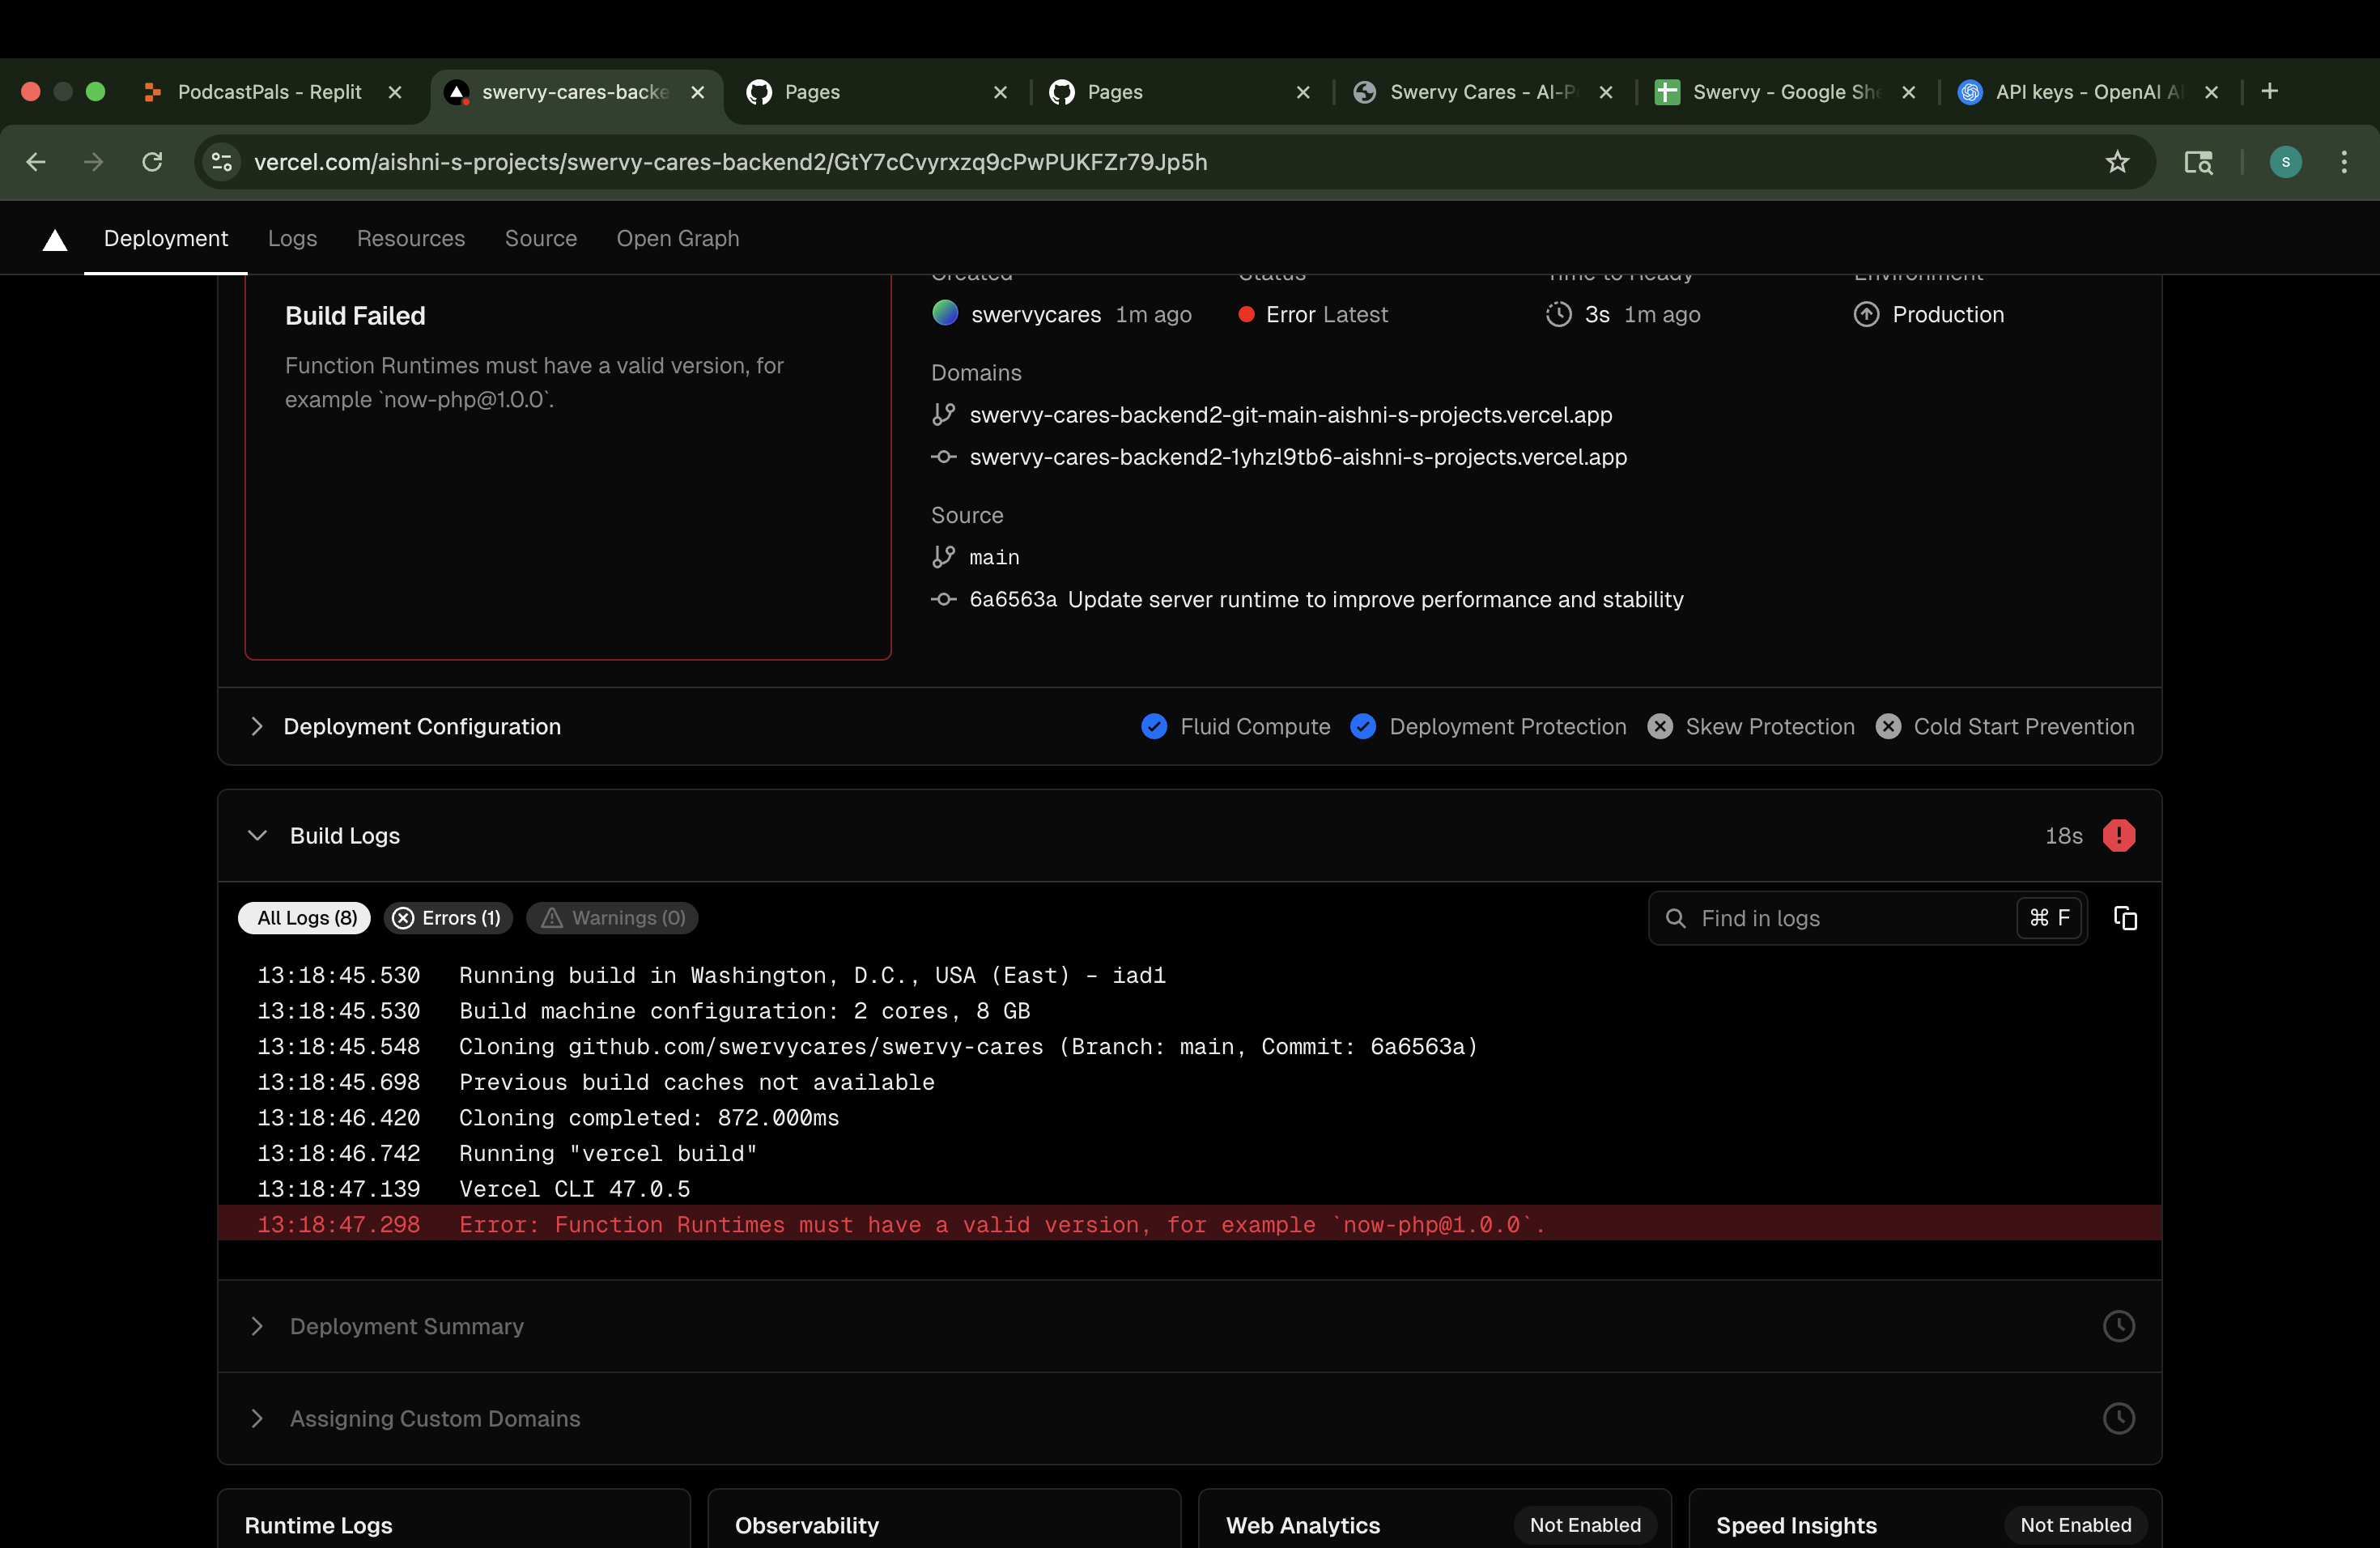 PodcastPals - Replit
swervy-cares-backe
Pages
Pages
Swervy Cares - AI-P
Swervy - Google She
API keys - OpenAI A
vercel.com/aishni-s-projects/swervy-cares-backend2/GtY7cCvyrxzq9cPwPUKFZr79Jp5h
s
Deployment
Logs
Resources
Source
Open Graph
Created
Status
Time to Ready
Environment
Build Failed
Function Runtimes must have a valid version, for
example `now-php@1.0.0`.
swervycares 1m ago
Error Latest
3s 1m ago
Production
Domains
swervy-cares-backend2-git-main-aishni-s-projects.vercel.app
swervy-cares-backend2-1yhzl9tb6-aishni-s-projects.vercel.app
Source
main
6a6563a Update server runtime to improve performance and stability
Deployment Configuration
Fluid Compute
Deployment Protection
Skew Protection
Cold Start Prevention
Build Logs
18s
All Logs (8)
Errors (1)
Warnings (0)
Find in logs
⌘ F
13:18:45.530 Running build in Washington, D.C., USA (East) – iad1
13:18:45.530 Build machine configuration: 2 cores, 8 GB
13:18:45.548 Cloning github.com/swervycares/swervy-cares (Branch: main, Commit: 6a6563a)
13:18:45.698 Previous build caches not available
13:18:46.420 Cloning completed: 872.000ms
13:18:46.742 Running "vercel build"
13:18:47.139 Vercel CLI 47.0.5
13:18:47.298 Error: Function Runtimes must have a valid version, for example `now-php@1.0.0`.
Deployment Summary
Assigning Custom Domains
Runtime Logs
Observability
Web Analytics
Not Enabled
Speed Insights
Not Enabled